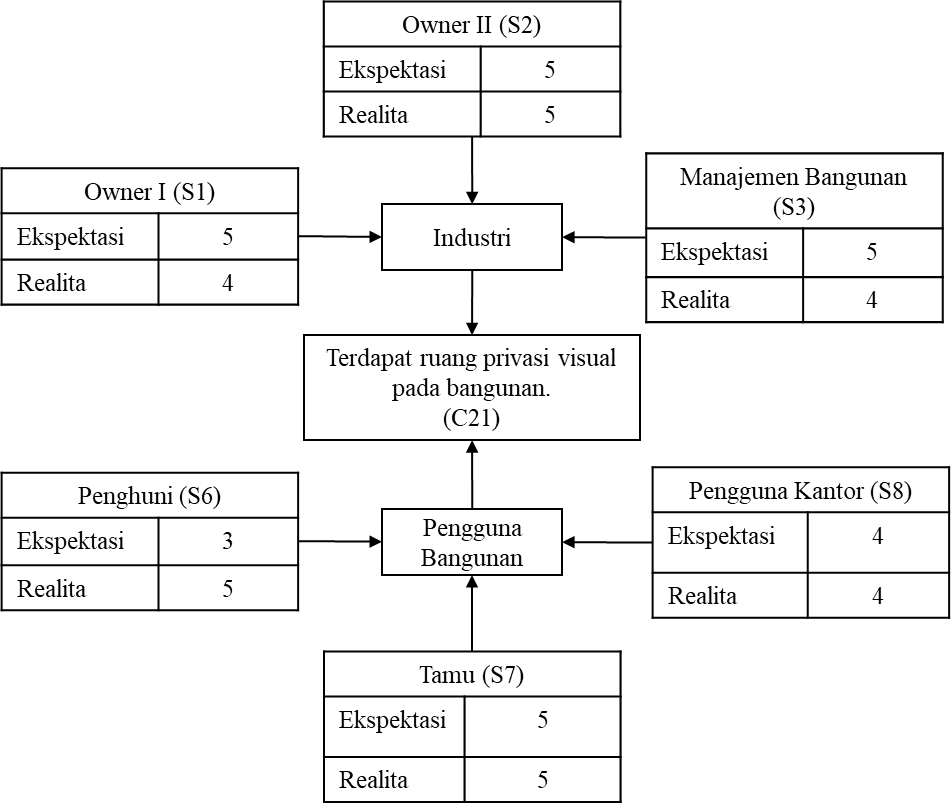 Owner II (S2)
Ekspektasi 5
Realita 5
Owner I (S1)
Ekspektasi 5
Realita 4
Industri
Manajemen Bangunan
(S3)
Ekspektasi 5
Realita 4
Terdapat ruang privasi visual
pada bangunan.
(C21)
Penghuni (S6)
Ekspektasi 3
Realita 5
Pengguna
Bangunan
Pengguna Kantor (S8)
Ekspektasi 4
Realita 4
Tamu (S7)
Ekspektasi 5
Realita 5